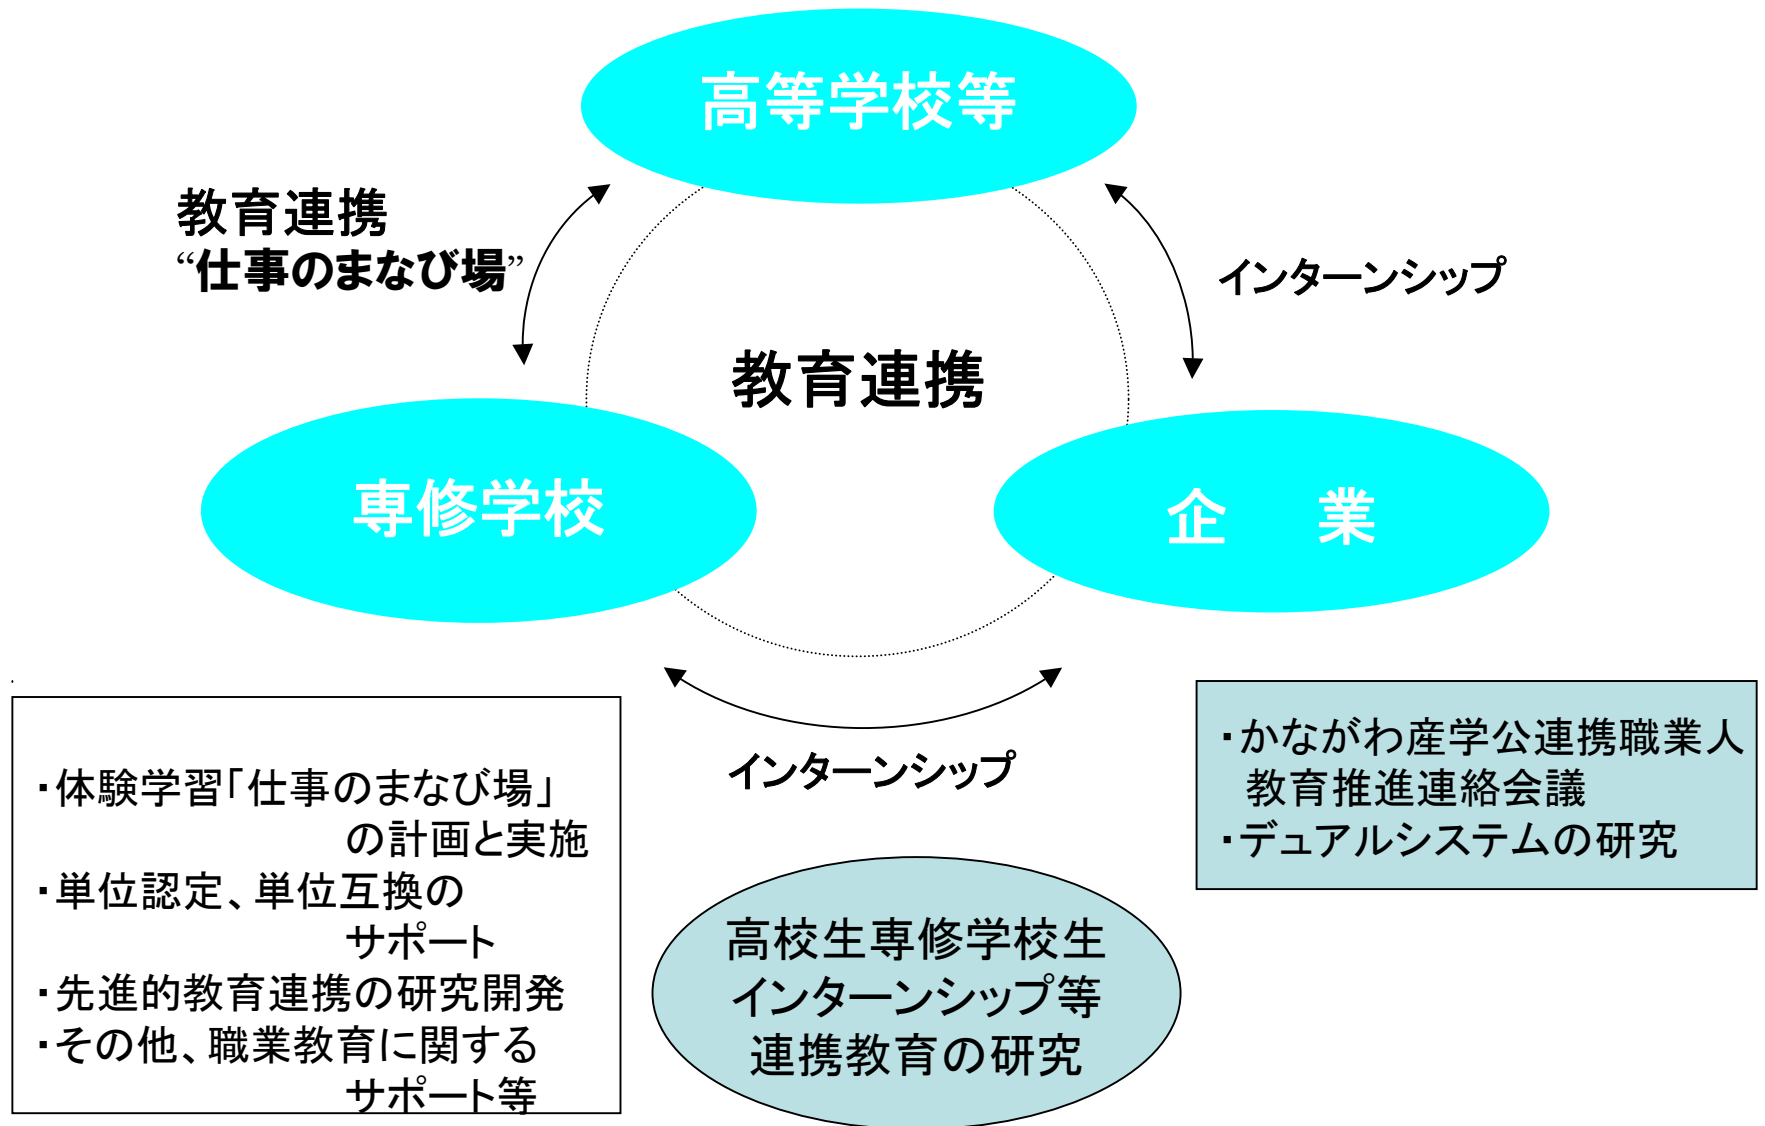 高等学校等
教育連携
“仕事のまなび場”
インターンシップ
教育連携
専修学校
企　業
インターンシップ
・体験学習「仕事のまなび場」
の計画と実施
・単位認定、単位互換の
サポート
・先進的教育連携の研究開発
・その他、職業教育に関する
サポート等
・かながわ産学公連携職業人
教育推進連絡会議
・デュアルシステムの研究
高校生専修学校生
インターンシップ等
連携教育の研究